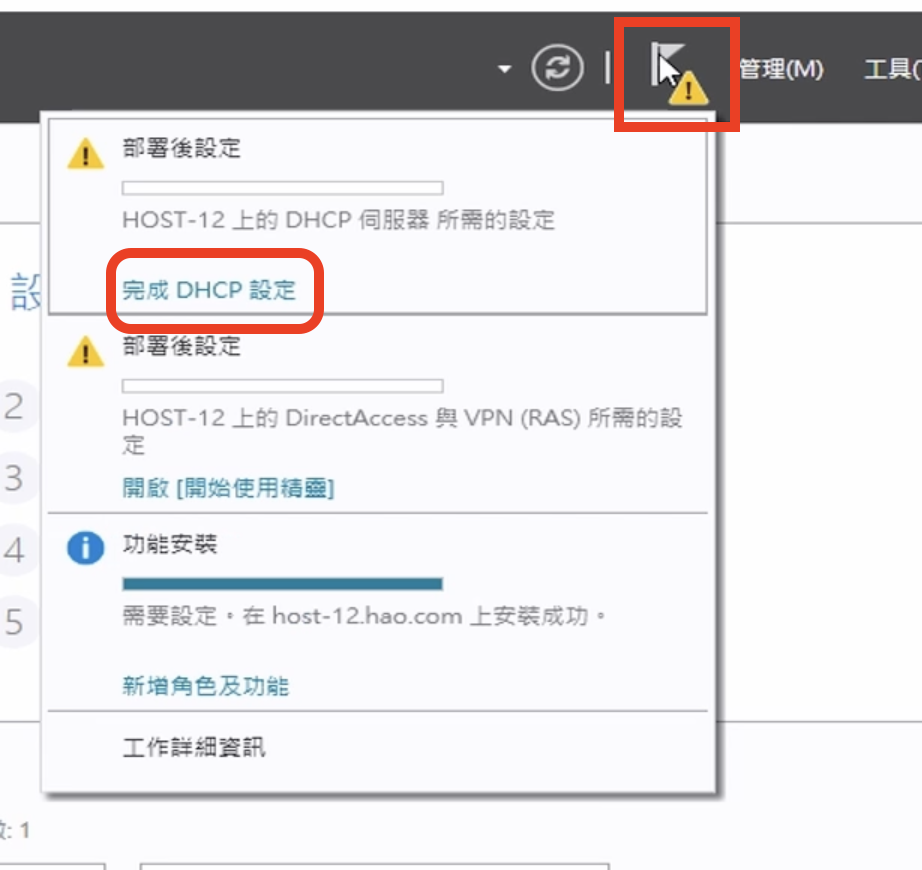 管理(M)
工具(
部署後設定
HOST-12 上的 DHCP 伺服器 所需的設定
設
完成 DHCP 設定
部署後設定
2
HOST-12 上的 DirectAccess 與 VPN (RAS) 所需的設
定
3
開啟 [開始使用精靈]
功能安裝
4
需要設定。在 host-12.hao.com 上安裝成功。
5
新增角色及功能
工作詳細資訊
: 1